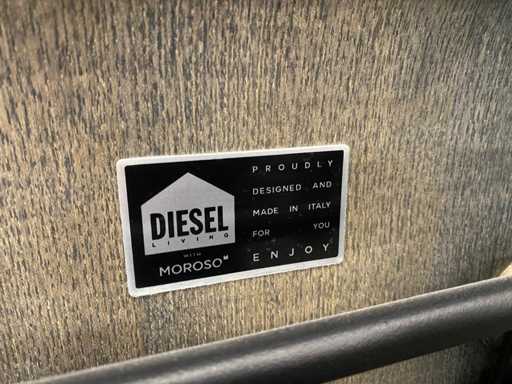 DIESEL
LIVING
WITH
MOROSO M
PROUDLY
DESIGNED AND
MADE IN ITALY
FOR YOU
ENJOY